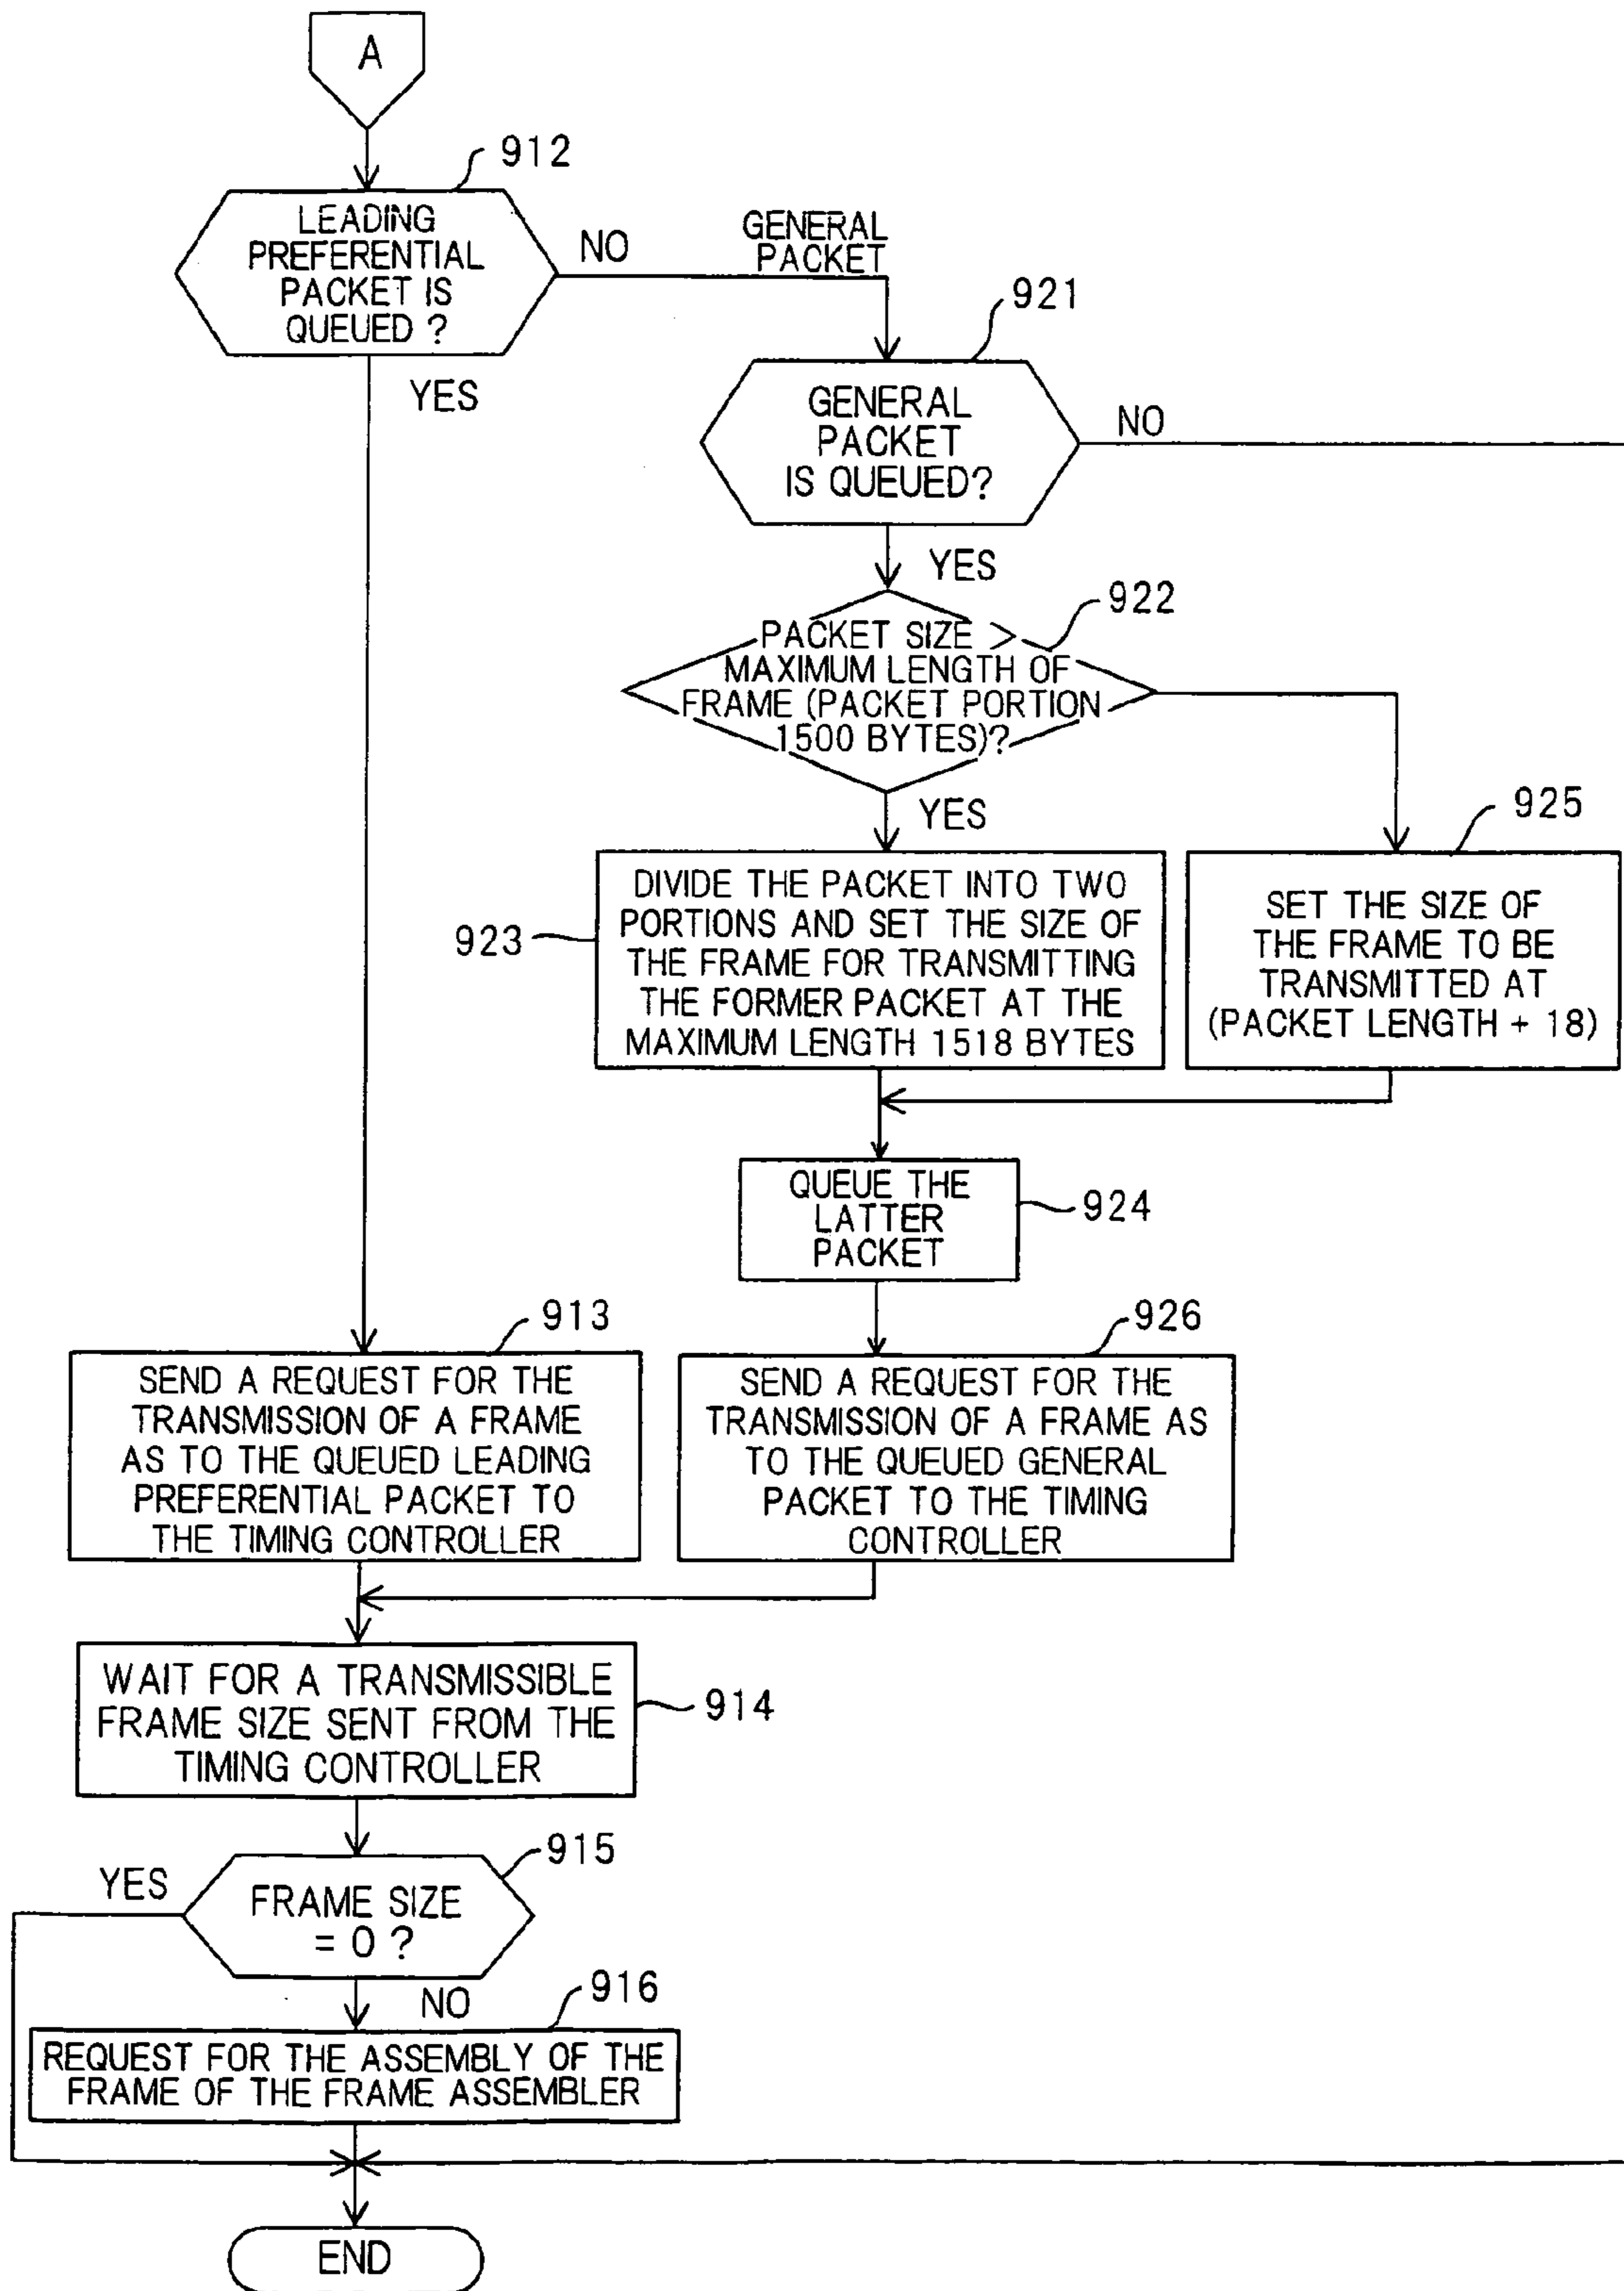 A
912
LEADING
PREFERENTIAL
PACKET IS
QUEUED ?
NO
GENERAL
PACKET
YES
921
GENERAL
PACKET
IS QUEUED?
NO
YES
922
PACKET SIZE >
MAXIMUM LENGTH OF
FRAME (PACKET PORTION
1500 BYTES)?
YES
923
DIVIDE THE PACKET INTO TWO
PORTIONS AND SET THE SIZE OF
THE FRAME FOR TRANSMITTING
THE FORMER PACKET AT THE
MAXIMUM LENGTH 1518 BYTES
925
SET THE SIZE OF
THE FRAME TO BE
TRANSMITTED AT
(PACKET LENGTH + 18)
QUEUE THE
LATTER
PACKET
924
913
SEND A REQUEST FOR THE
TRANSMISSION OF A FRAME
AS TO THE QUEUED LEADING
PREFERENTIAL PACKET TO
THE TIMING CONTROLLER
926
SEND A REQUEST FOR THE
TRANSMISSION OF A FRAME AS
TO THE QUEUED GENERAL
PACKET TO THE TIMING
CONTROLLER
WAIT FOR A TRANSMISSIBLE
FRAME SIZE SENT FROM THE
TIMING CONTROLLER
914
915
YES
FRAME SIZE
= 0 ?
NO
916
REQUEST FOR THE ASSEMBLY OF THE
FRAME OF THE FRAME ASSEMBLER
END